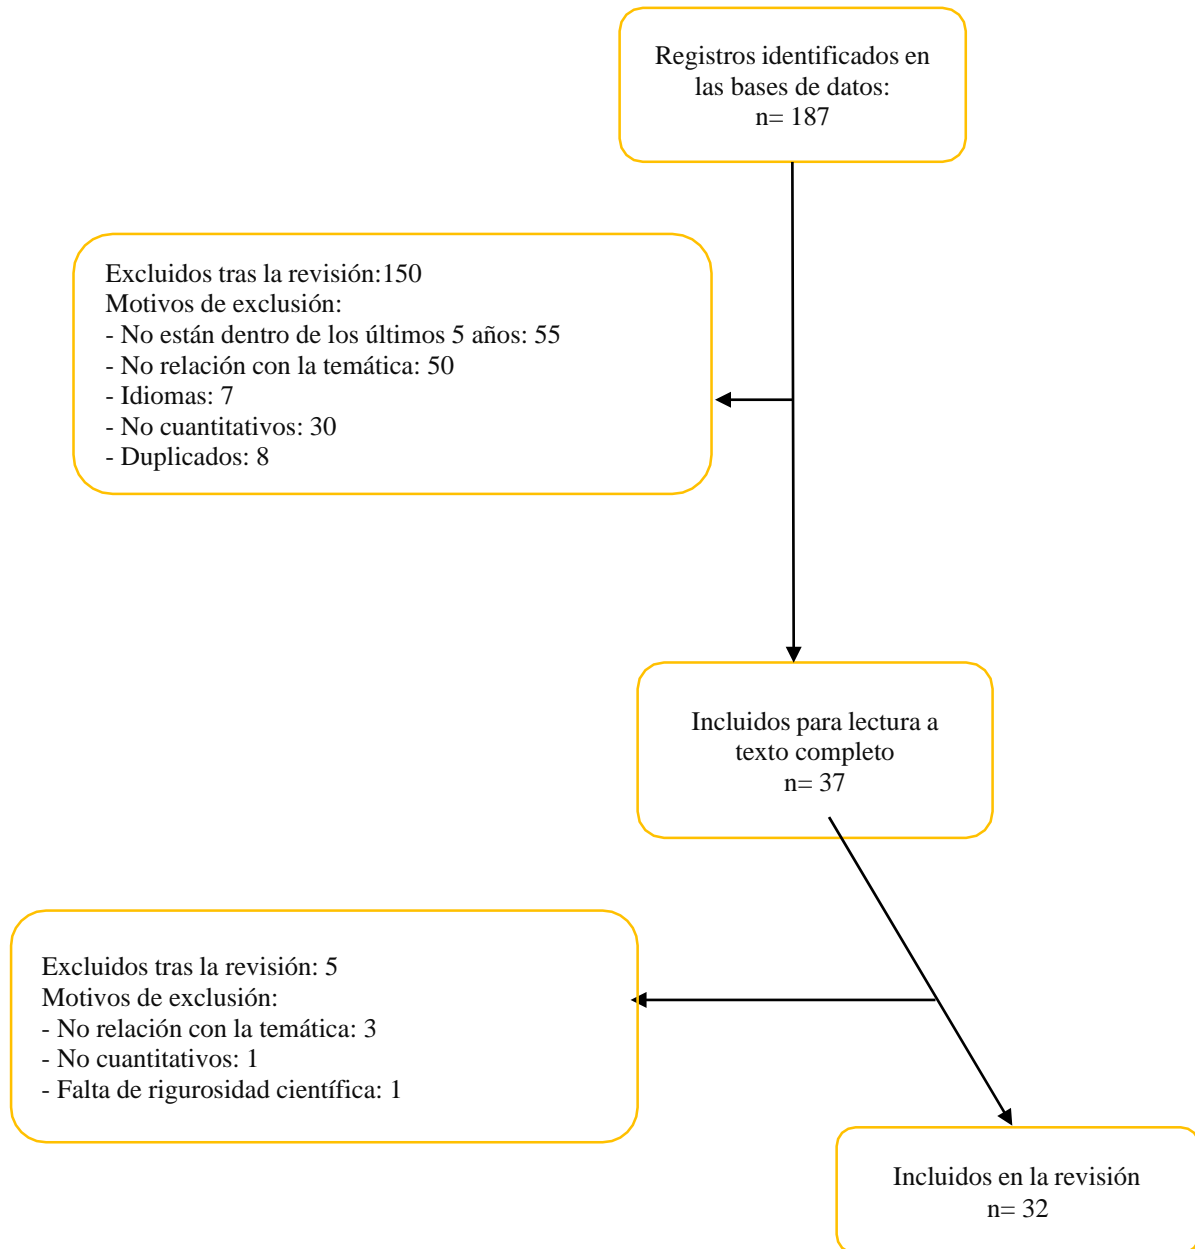 Registros identificados en
las bases de datos:
n= 187
Excluidos tras la revisión:150
Motivos de exclusión:
- No están dentro de los últimos 5 años: 55
- No relación con la temática: 50
- Idiomas: 7
- No cuantitativos: 30
- Duplicados: 8
Incluidos para lectura a
texto completo
n= 37
Excluidos tras la revisión: 5
Motivos de exclusión:
- No relación con la temática: 3
- No cuantitativos: 1
- Falta de rigurosidad científica: 1
Incluidos en la revisión
n= 32